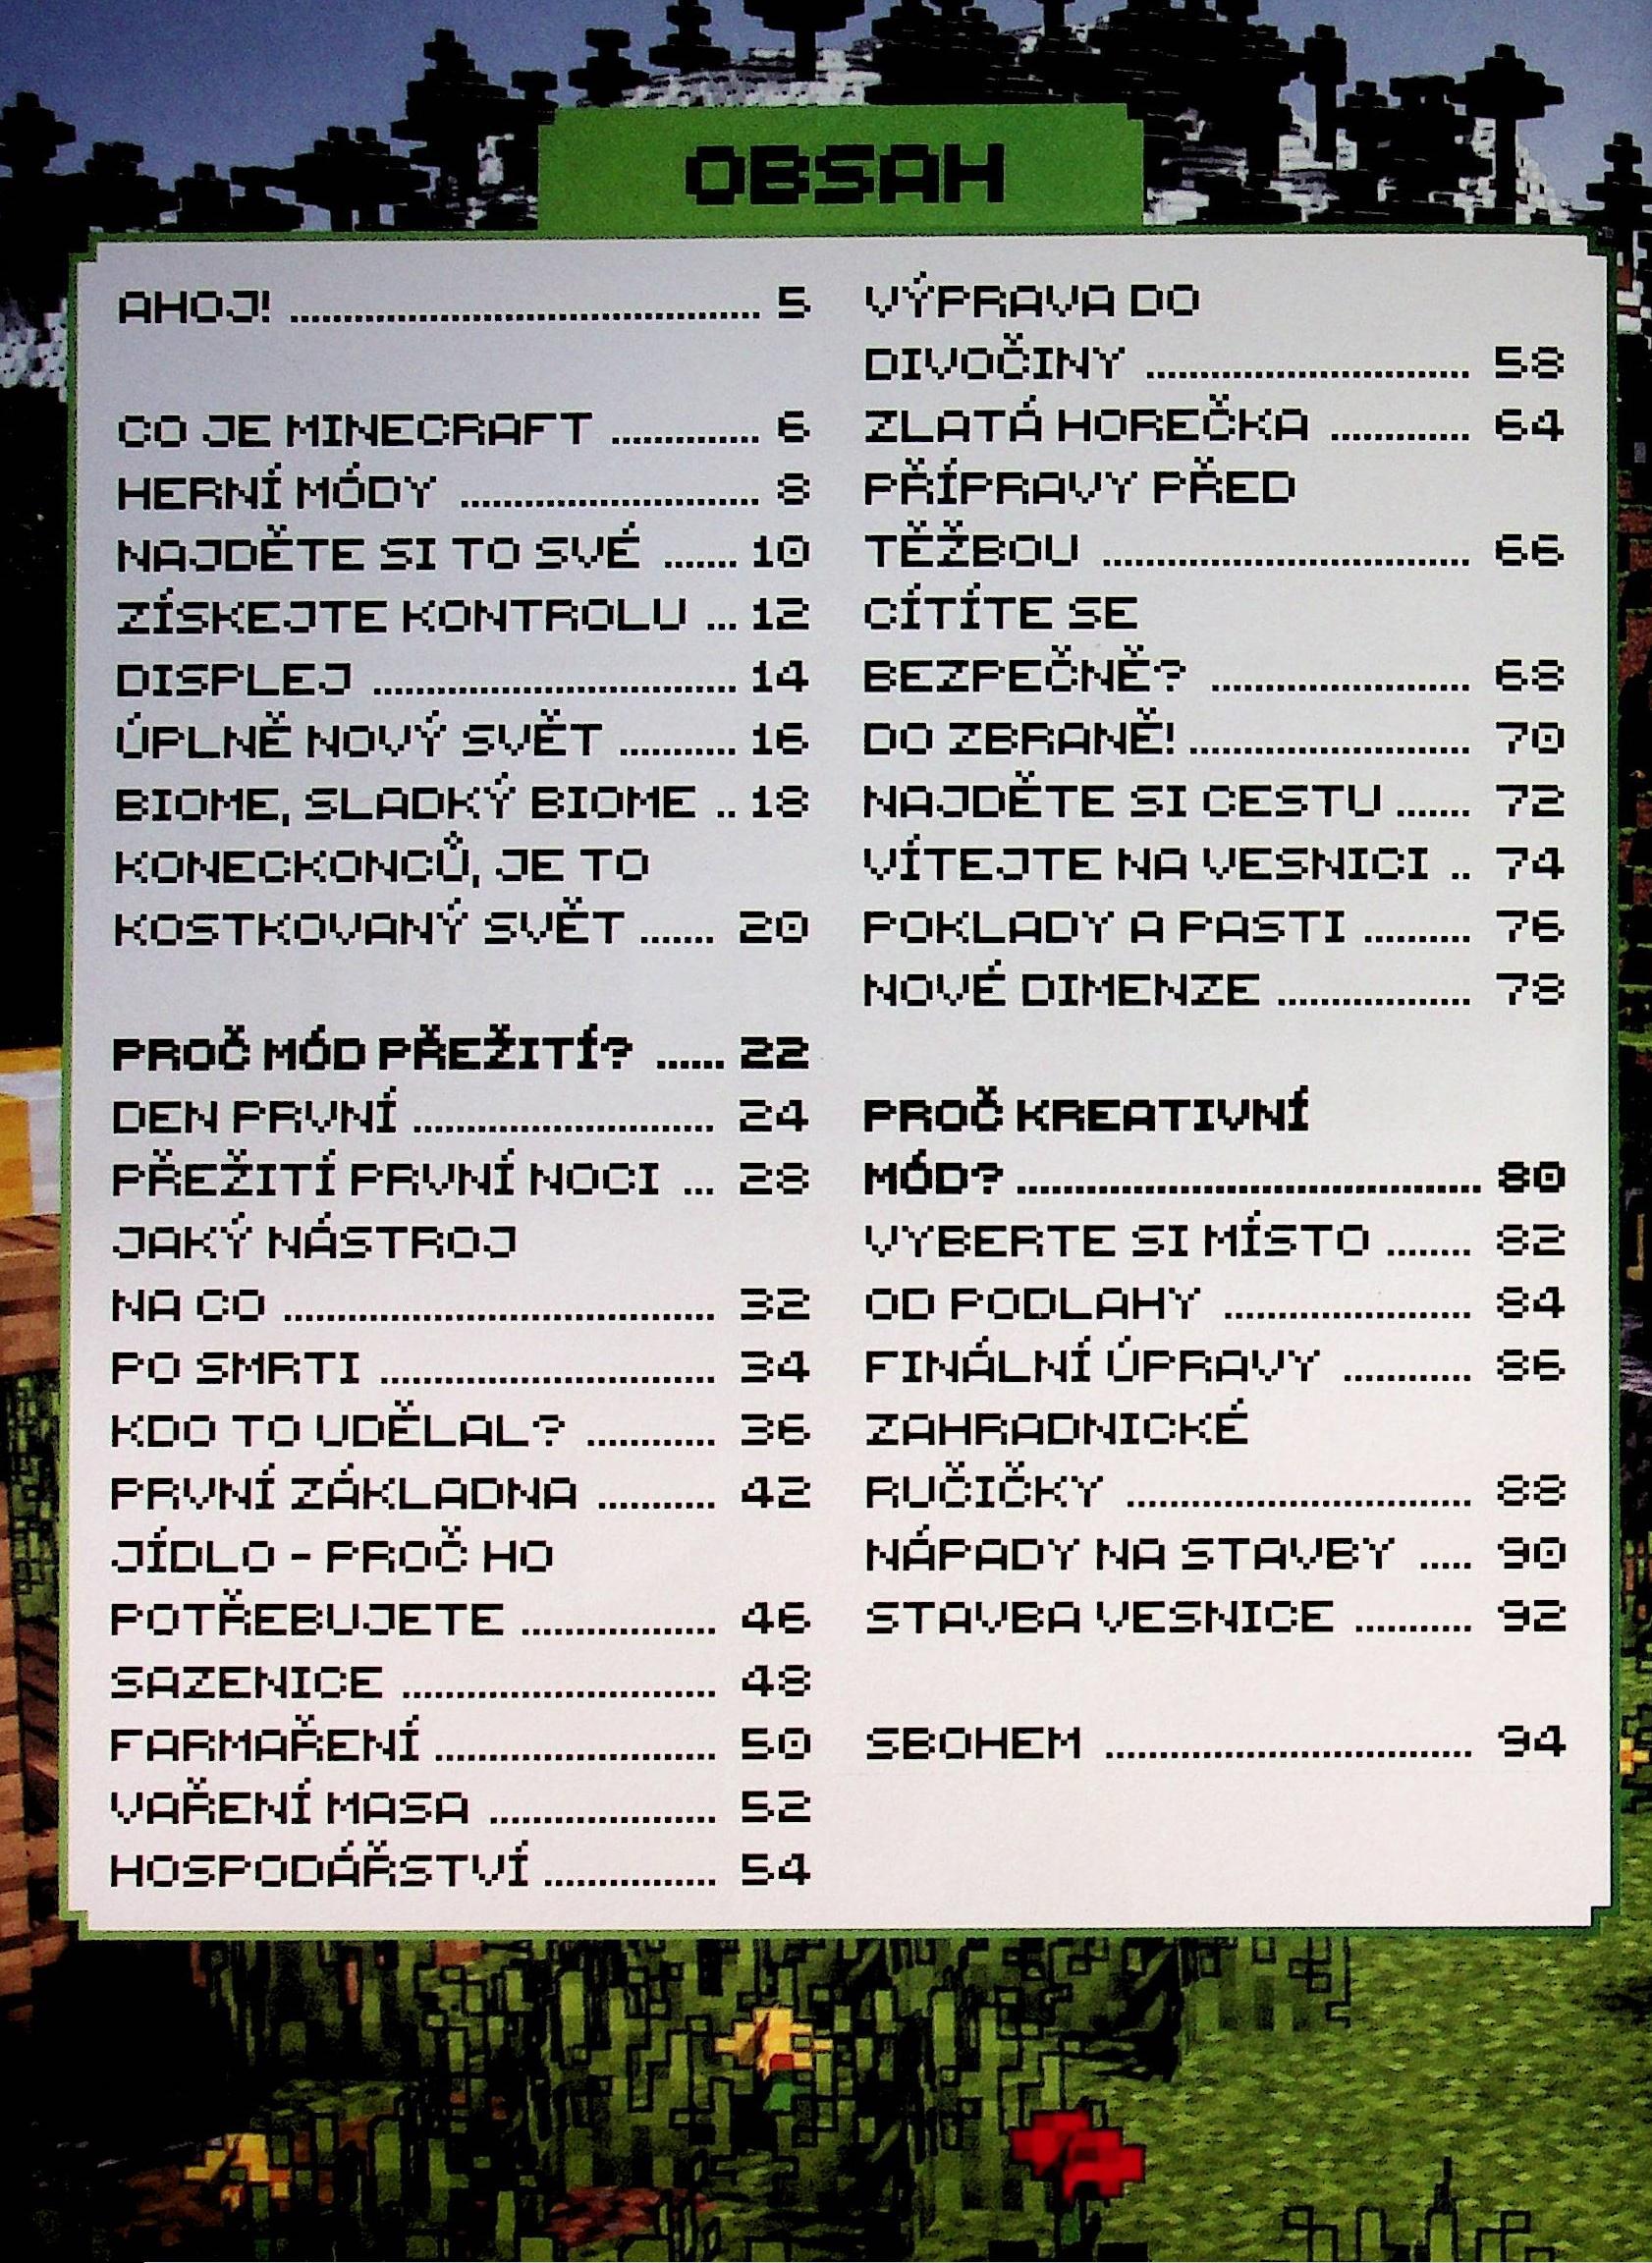 OBSAH
AHOJ! ........................................................ 5
CO JE MINECRAFT .................. 6
HERNÍ MÓDY .................................... 8
NAJDĚTE SI TO SVÉ ......... 10
ZÍSKEJTE KONTROLU ... 12
DISPLEJ ........................................... 14
ÚPLNĚ NOVÝ SVĚT .............. 16
BIOME, SLADKÝ BIOME .. 18
KONECKONCŮ, JE TO
KOSTKOVANÝ SVĚT ......... 20
PROČ MÓD PŘEŽITÍ? ...... 22
DEN PRVNÍ .................................... 24
PŘEŽITÍ PRVNÍ NOCI ... 28
JAKÝ NÁSTROJ
NA CO .................................................... 32
PO SMRTI ........................................ 34
KDO TO UDĚLAL? ............... 36
PRVNÍ ZÁKLADNA .............. 42
JÍDLO - PROČ HO
POTŘEBUJETE ....................... 46
SAZENICE ...................................... 48
FARMAŘENÍ .................................. 50
VAŘENÍ MASA ........................... 52
HOSPODÁŘSTVÍ ..................... 54
VÝPRAVA DO
DIVOČINY ....................................... 58
ZLATÁ HOREČKA ................. 64
PŘÍPRAVY PŘED
TĚŽBOU ............................................ 66
CÍTÍTE SE
BEZPEČNĚ? ............................... 68
DO ZBRANĚ! .................................. 70
NAJDĚTE SI CESTU ......... 72
VÍTEJTE NA VESNICI .. 74
POKLADY A PASTI ............. 76
NOVÉ DIMENZE ....................... 78
PROČ KREATIVNÍ
MÓD? .................................................. 80
VYBERTE SI MÍSTO ........ 82
OD PODLAHY .............................. 84
FINÁLNÍ ÚPRAVY ............... 86
ZAHRADNICKÉ
RUČIČKY ......................................... 88
NÁPADY NA STAVBY ..... 90
STAVBA VESNICE .............. 92
SBOHEM ............................................ 94